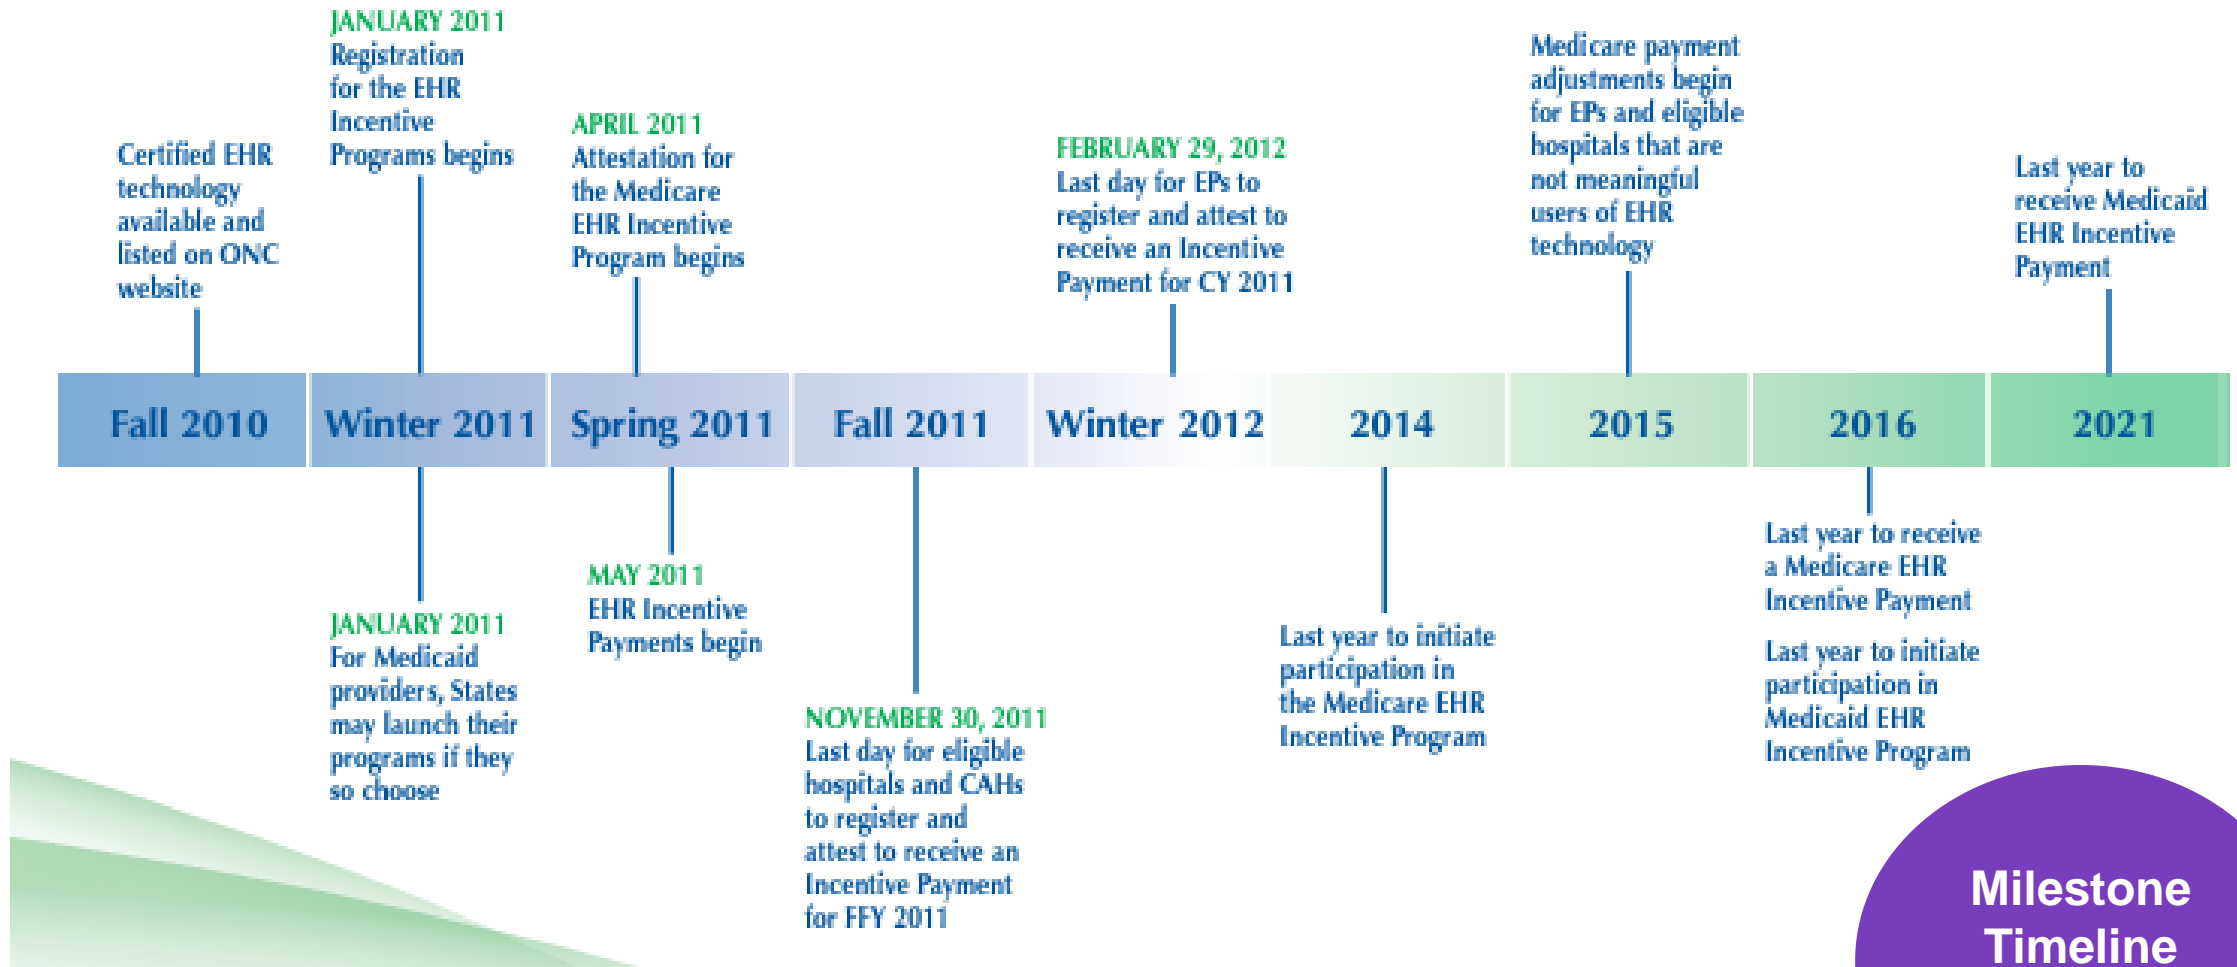 JANUARY 2011
Registration
for the EHR
Incentive
Programs begins
Certified EHR
technology
available and
listed on ONC
website
APRIL 2011
Attestation for
the Medicare
EHR Incentive
Program begins
FEBRUARY 29, 2012
Last day for EPs to
register and attest to
receive an Incentive
Payment for CY 2011
Medicare payment
adjustments begin
for EPs and eligible
hospitals that are
not meaningful
users of EHR
technology
Last year to
receive Medicaid
EHR Incentive
Payment
Fall 2010
Winter 2011
Spring 2011
Fall 2011
Winter 2012
2014
2015
2016
2021
JANUARY 2011
For Medicaid
providers, States
may launch their
programs if they
so choose
MAY 2011
EHR Incentive
Payments begin
NOVEMBER 30, 2011
Last day for eligible
hospitals and CAHs
to register and
attest to receive an
Incentive Payment
for FFY 2011
Last year to initiate
participation in
the Medicare EHR
Incentive Program
Last year to receive
a Medicare EHR
Incentive Payment
Last year to initiate
participation in
Medicaid EHR
Incentive Program
Milestone
Timeline